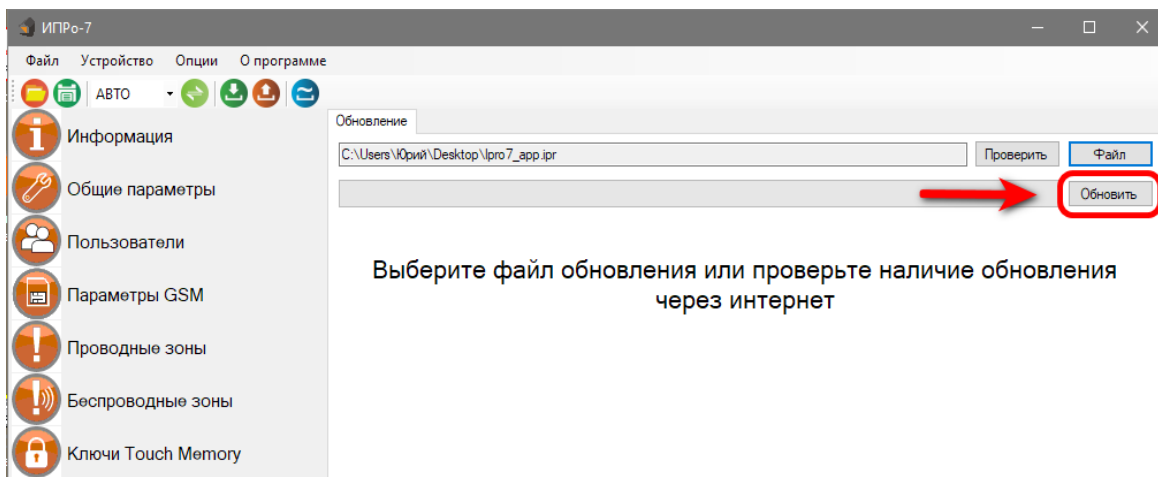 ИПРо-7
Файл Устройство Опции О программе
АВТО
Информация
Общие параметры
Пользователи
Параметры GSM
Проводные зоны
Беспроводные зоны
Ключи Touch Memory
Обновление
C:\Users\Юрий\Desktop\Ipro7_app.ipr Проверить Файл
Обновить
Выберите файл обновления или проверьте наличие обновления
через интернет